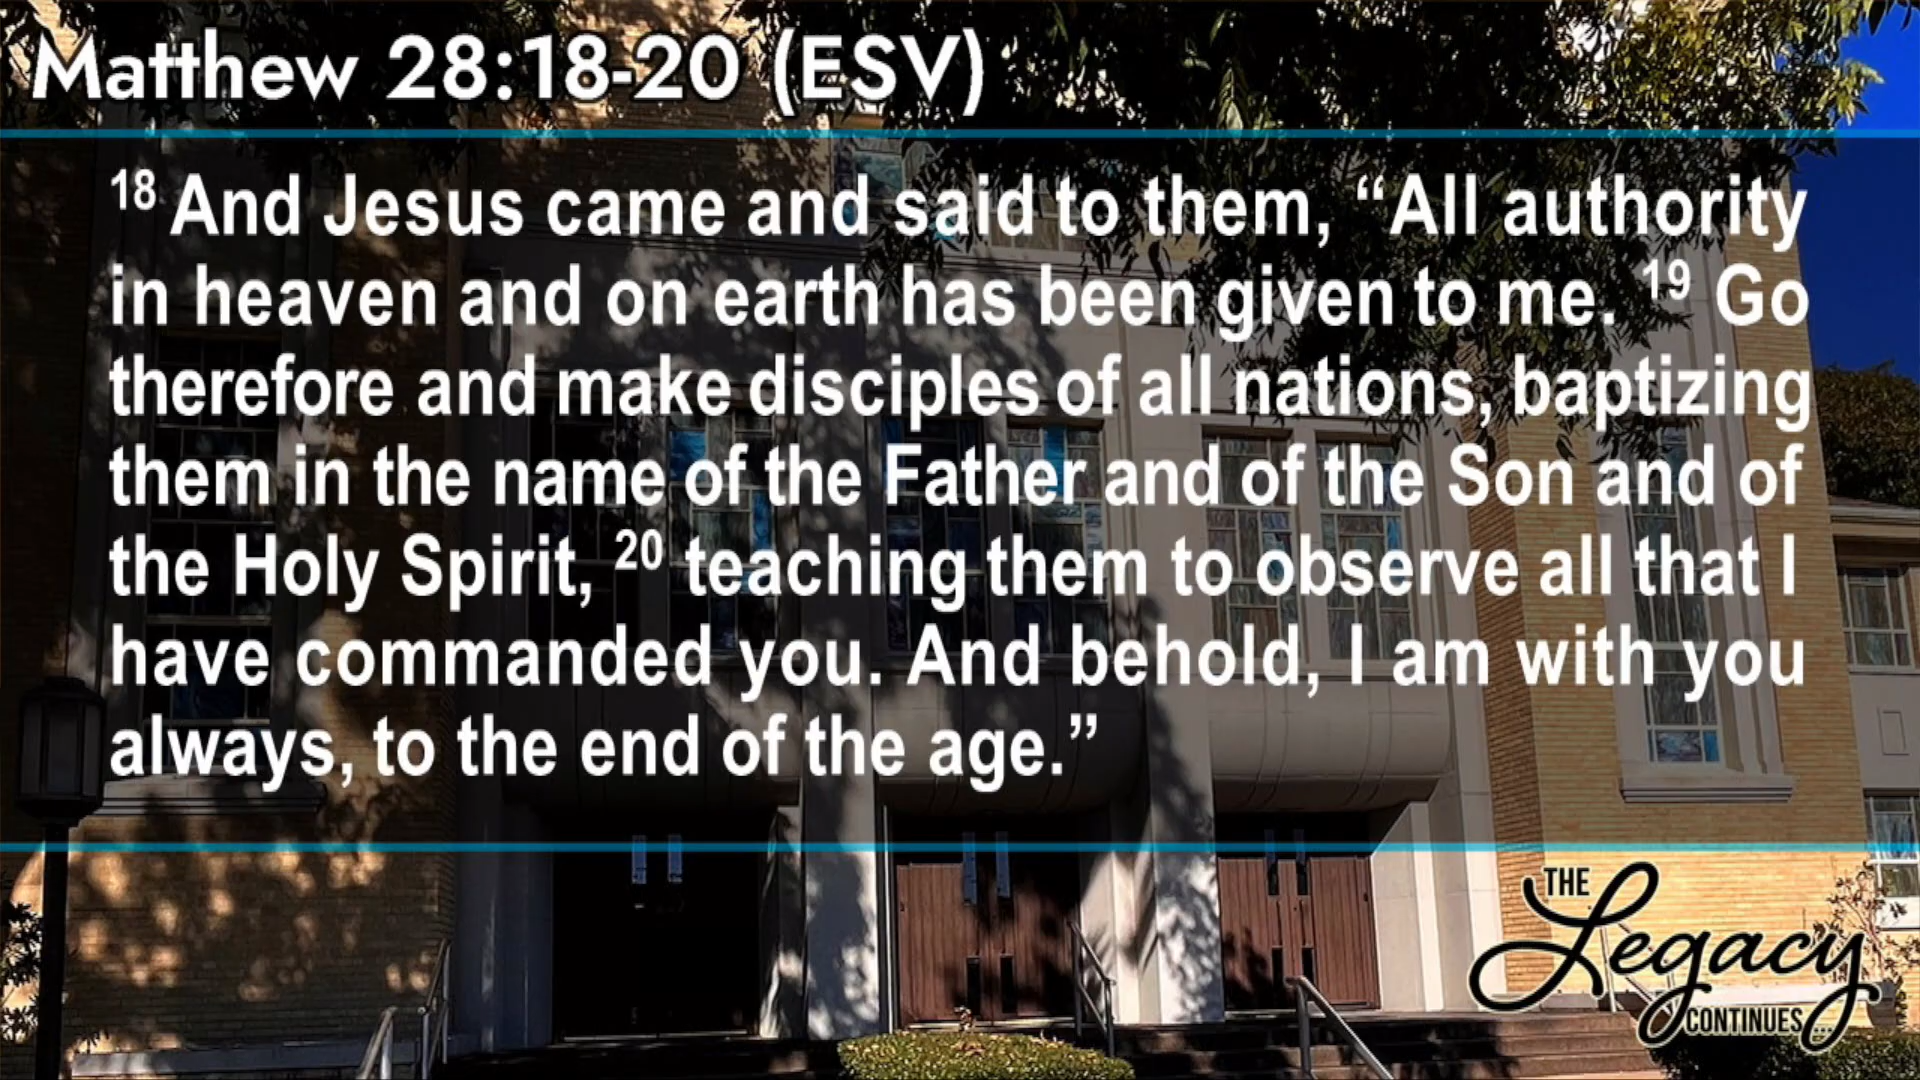 Matthew 28:18-20 (ESV)
18 And Jesus came and said to them, “All authority
in heaven and on earth has been given to me. 19 Go
therefore and make disciples of all nations, baptizing
them in the name of the Father and of the Son and of
the Holy Spirit, 20 teaching them to observe all that I
have commanded you. And behold, I am with you
always, to the end of the age.”
THE
Legacy
CONTINUES...